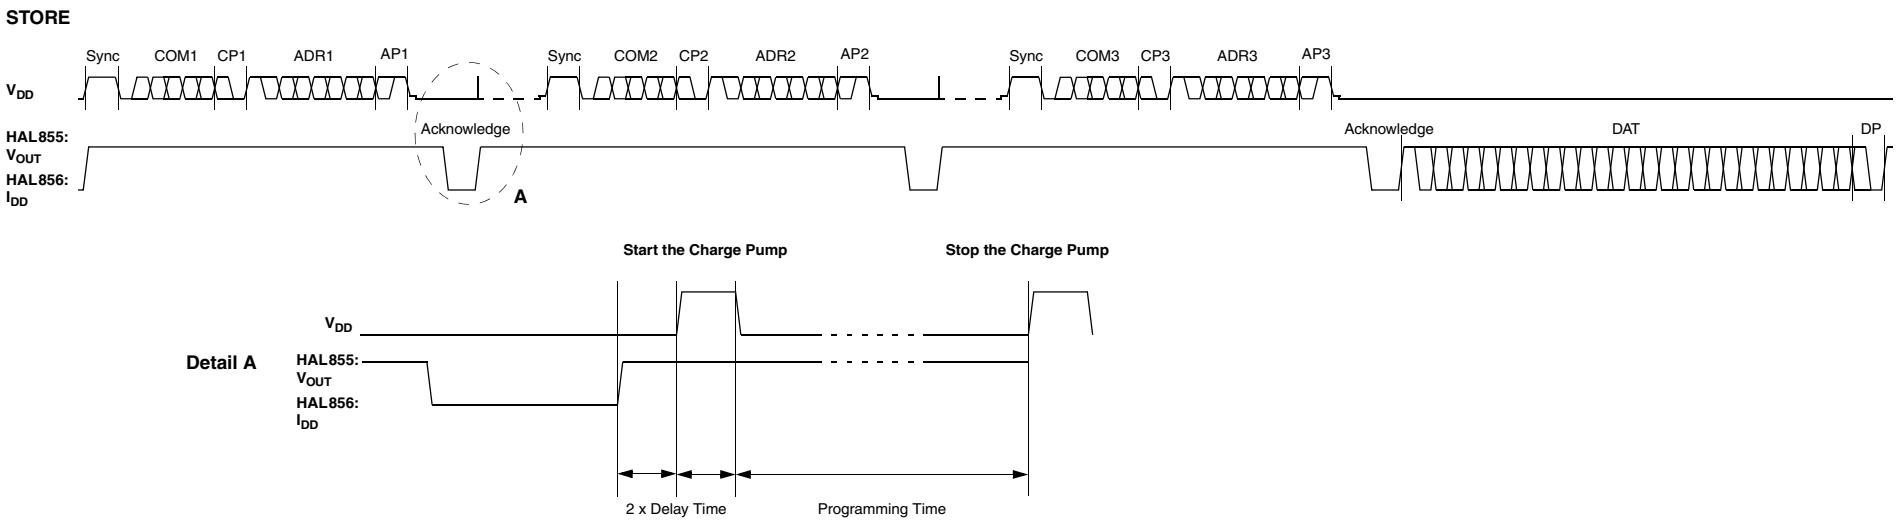 STORE
Sync COM1 CP1 ADR1 AP1 Sync COM2 CP2 ADR2 AP2 Sync COM3 CP3 ADR3 AP3
VDD
HAL855:
VOUT
HAL856:
IDD
Acknowledge
A
Acknowledge DAT DP
Start the Charge Pump Stop the Charge Pump
VDD
Detail A
HAL855:
VOUT
HAL856:
IDD
2 x Delay Time Programming Time